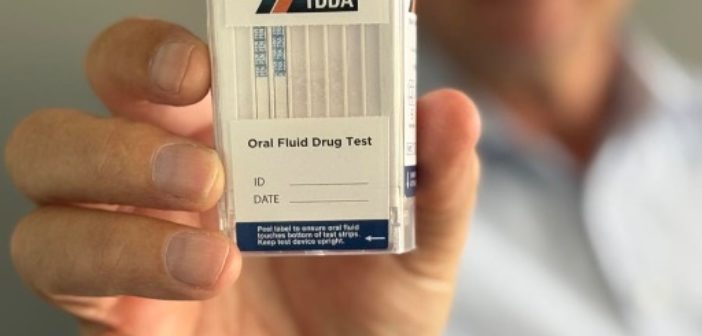 TDDA
Oral Fluid Drug Test
ID
DATE
Peel label to ensure oral fluid
touches bottom of test strips.
Keep test device upright.